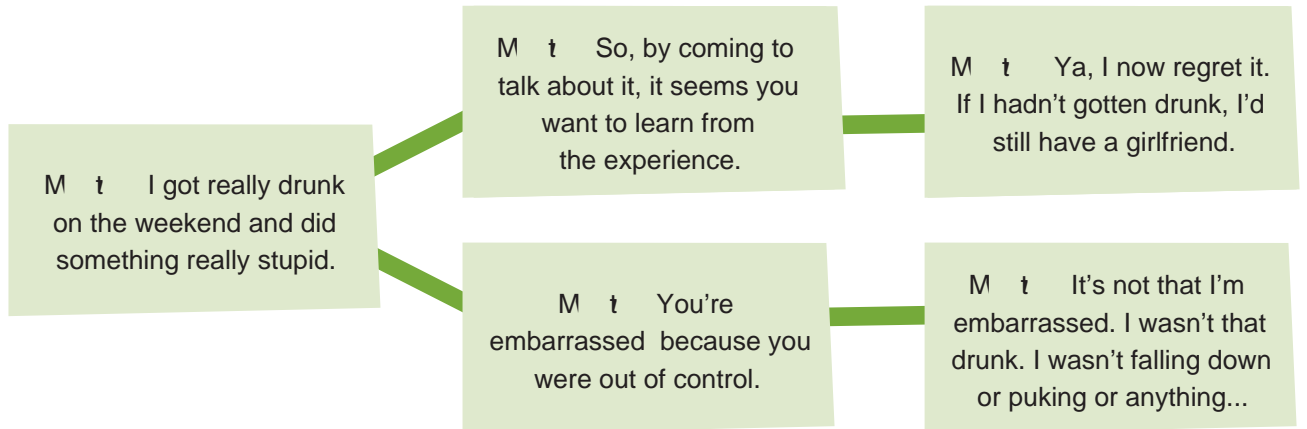 I got really drunk
on the weekend and did
something really stupid.
So, by coming to
talk about it, it seems you
want to learn from
the experience.
Ya, I now regret it.
If I hadn't gotten drunk, I'd
still have a girlfriend.
You're
embarrassed because you
were out of control.
It's not that I'm
embarrassed. I wasn't that
drunk. I wasn't falling down
or puking or anything...